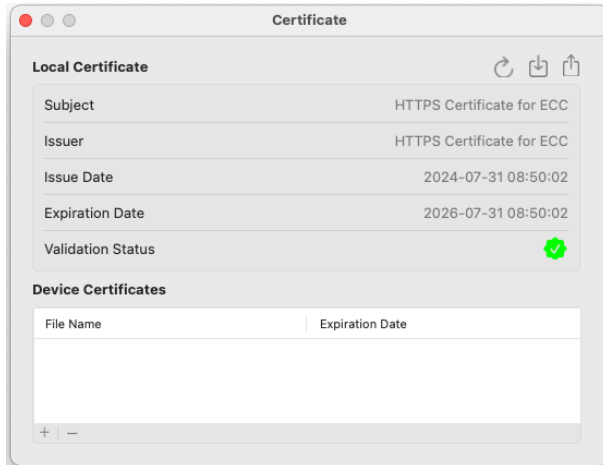 Certificate
Local Certificate
Subject HTTPS Certificate for ECC
Issuer HTTPS Certificate for ECC
Issue Date 2024-07-31 08:50:02
Expiration Date 2026-07-31 08:50:02
Validation Status
Device Certificates
File Name Expiration Date